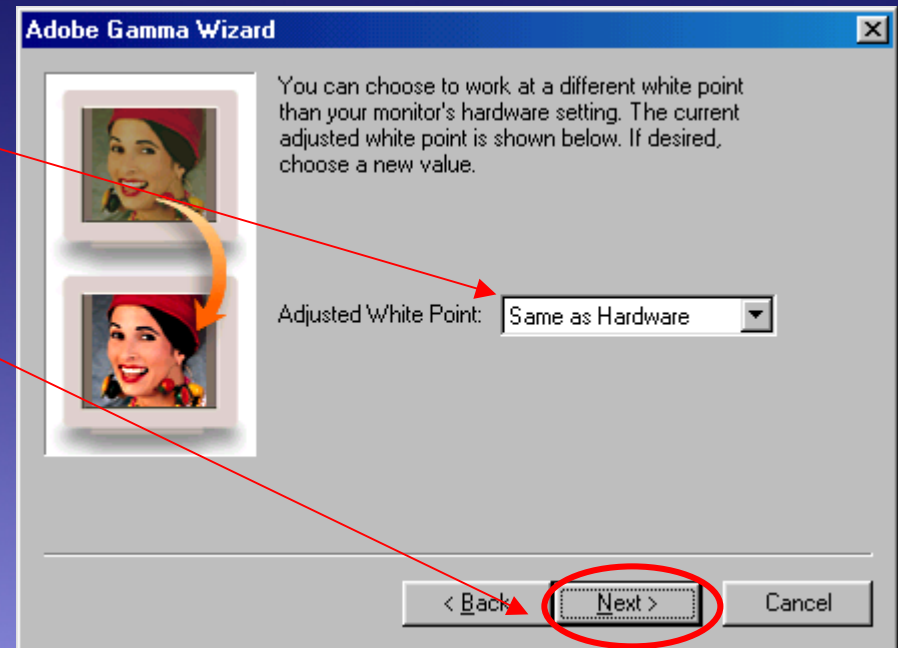 Adobe Gamma Wizard
You can choose to work at a different white point
than your monitor's hardware setting. The current
adjusted white point is shown below. If desired,
choose a new value.
Adjusted White Point: Same as Hardware
< Back Next > Cancel